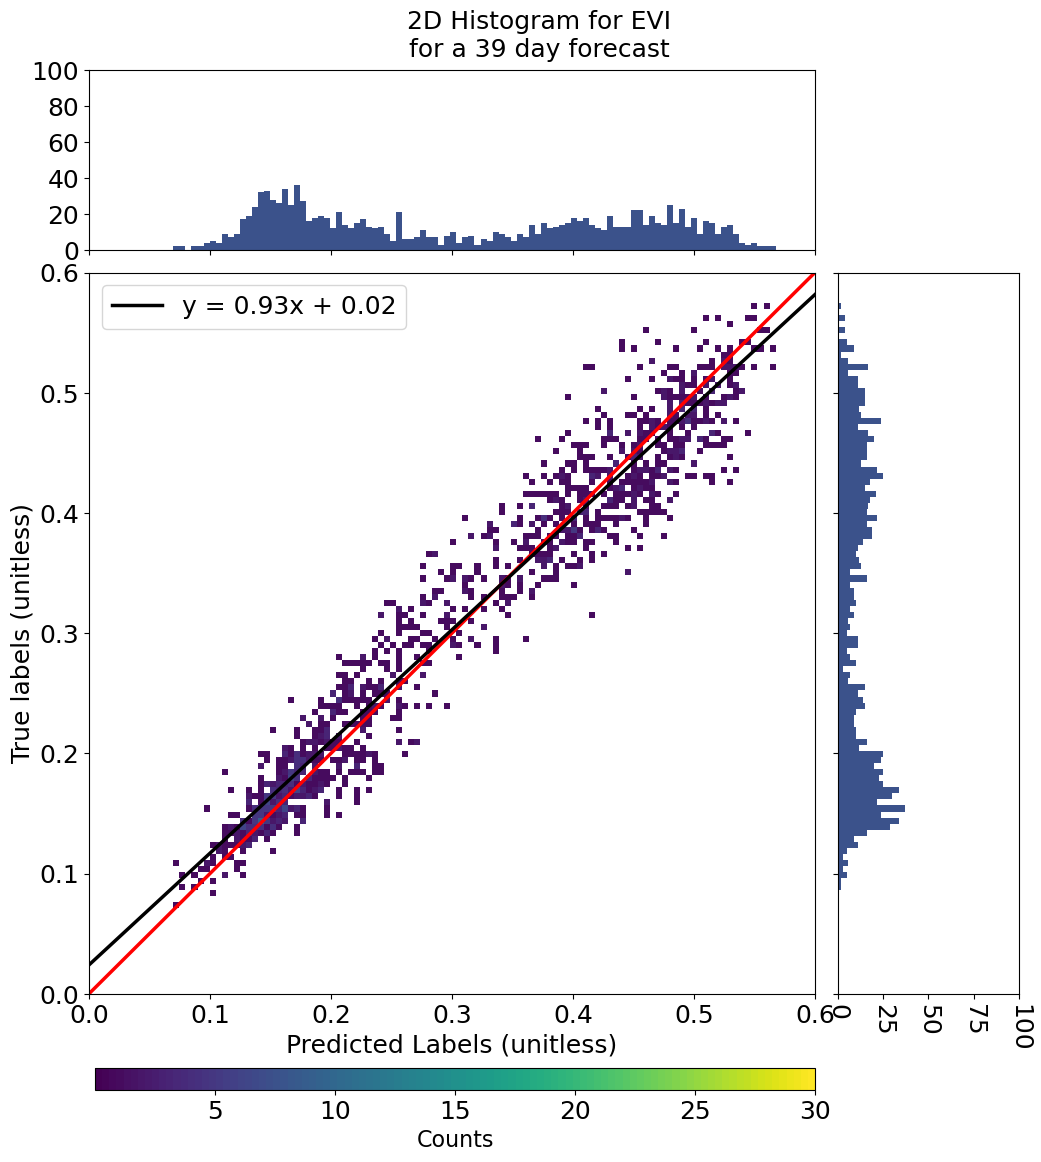 2D Histogram for EVI
for a 39 day forecast
100
80
60
40
20
0
0.6
0.5
0.4
0.3
0.2
0.1
0.0
True labels (unitless)
y = 0.93x + 0.02
0.0 0.1 0.2 0.3 0.4 0.5 0.6
Predicted Labels (unitless)
0 25 50 75 100
5 10 15 20 25 30
Counts